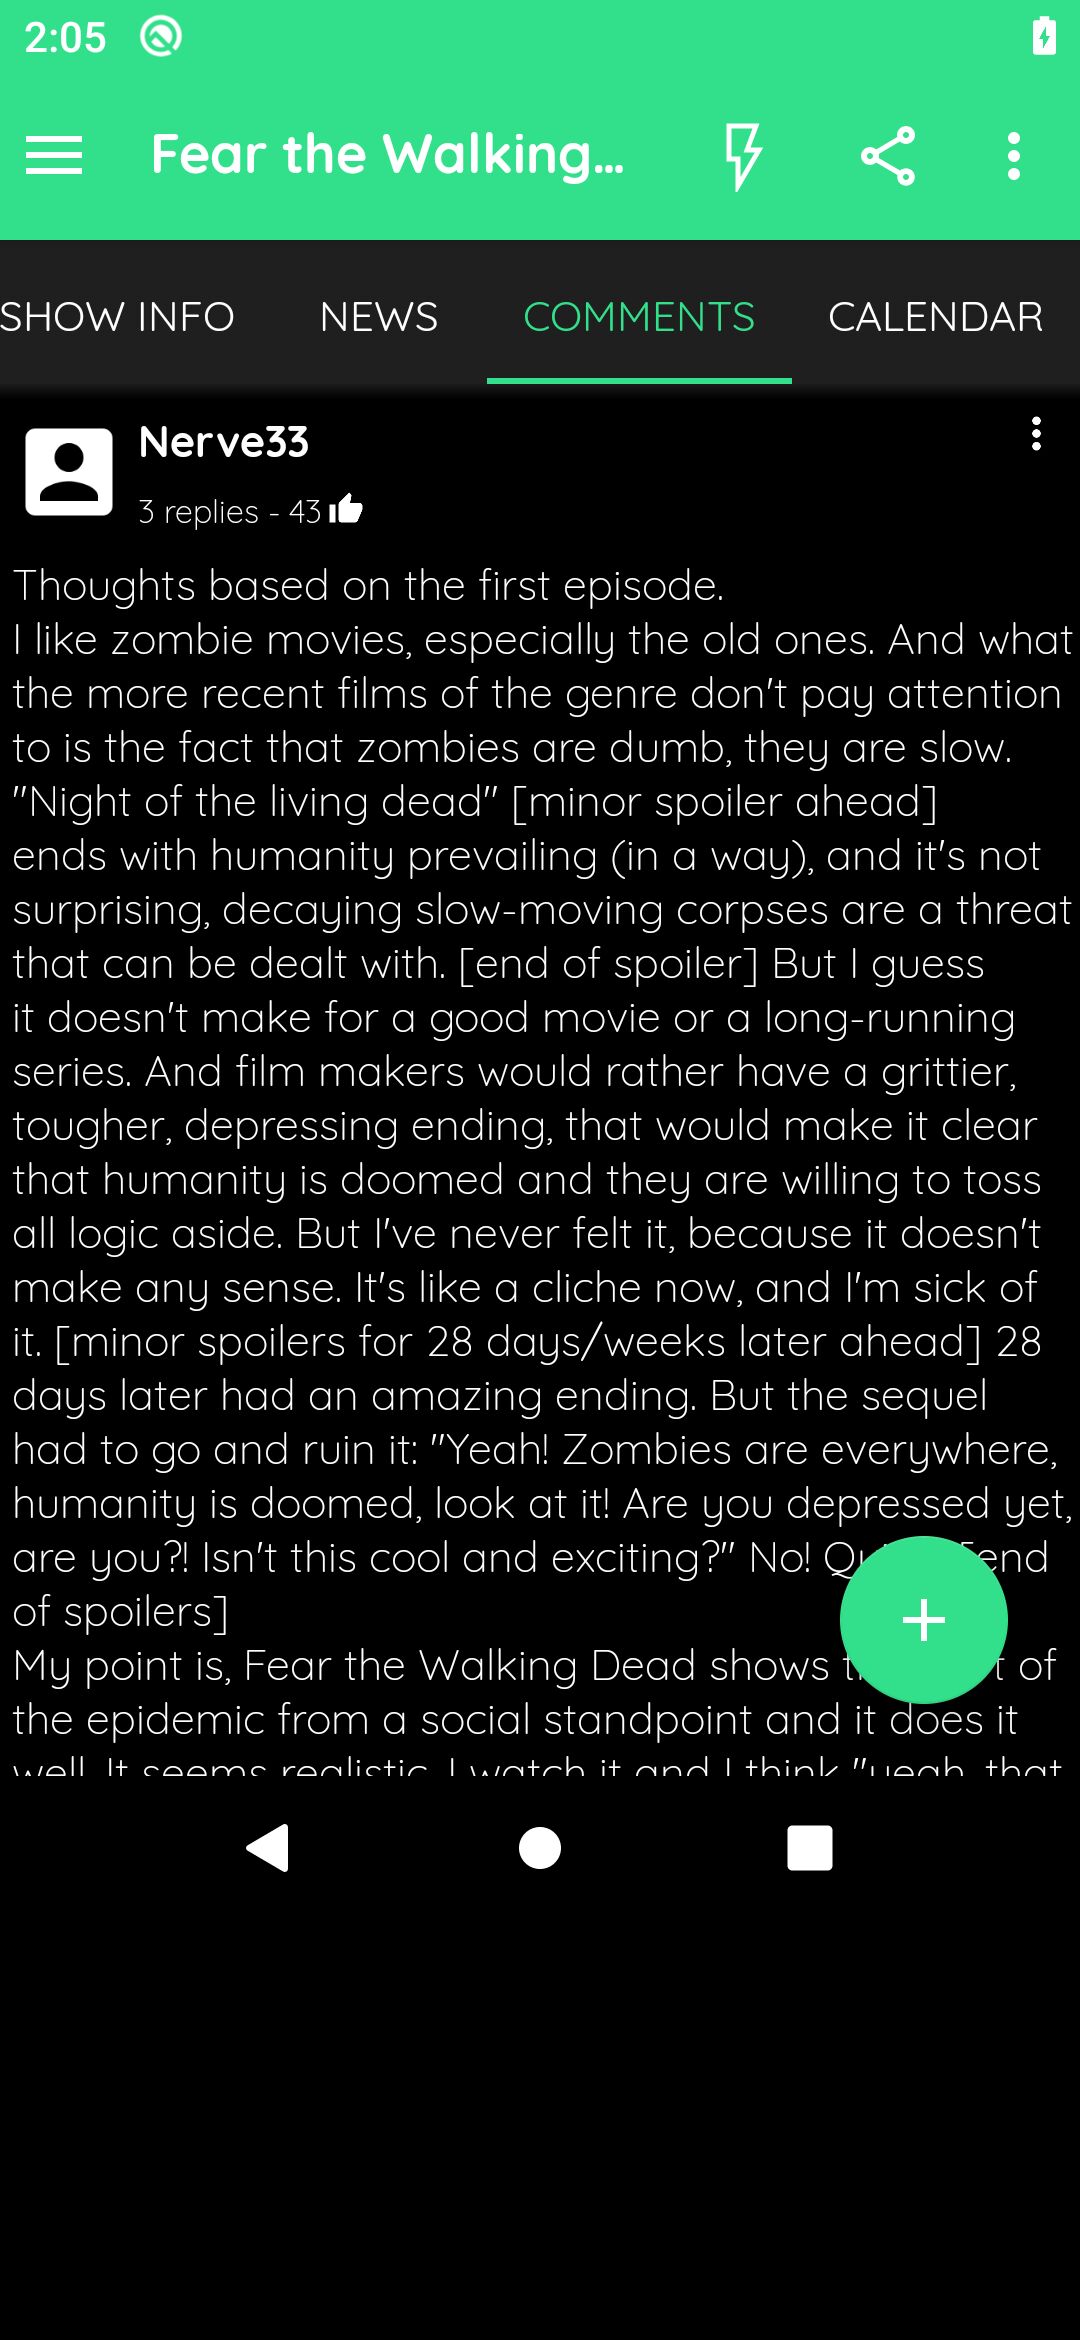 2:05
Fear the Walking...
SHOW INFO
NEWS
COMMENTS
CALENDAR
Nerve33
3 replies - 43
Thoughts based on the first episode.
I like zombie movies, especially the old ones. And what
the more recent films of the genre don't pay attention
to is the fact that zombies are dumb, they are slow.
"Night of the living dead" [minor spoiler ahead]
ends with humanity prevailing (in a way), and it's not
surprising, decaying slow-moving corpses are a threat
that can be dealt with. [end of spoiler] But I guess
it doesn't make for a good movie or a long-running
series. And film makers would rather have a grittier,
tougher, depressing ending, that would make it clear
that humanity is doomed and they are willing to toss
all logic aside. But I've never felt it, because it doesn't
make any sense. It's like a cliche now, and I'm sick of
it. [minor spoilers for 28 days/weeks later ahead] 28
days later had an amazing ending. But the sequel
had to go and ruin it: "Yeah! Zombies are everywhere,
humanity is doomed, look at it! Are you depressed yet,
are you?! Isn't this cool and exciting?" No! [end
of spoilers]
My point is, Fear the Walking Dead shows of
the epidemic from a social standpoint and it does it
well. It seems realistic. I watch it and I think "yeah, that